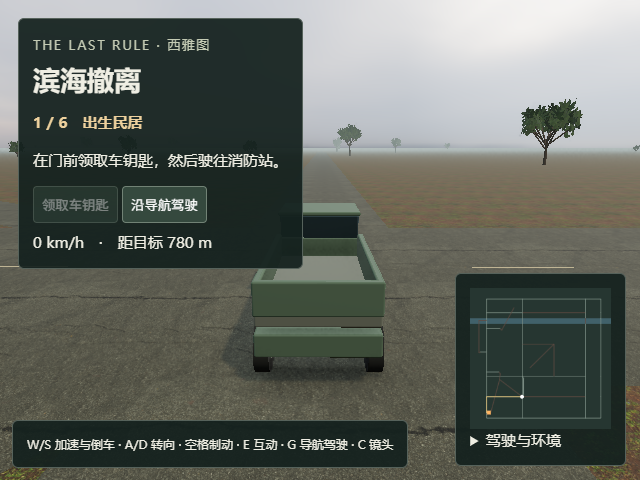 THE LAST RULE · 西雅图
滨海撤离
1 / 6 出生民居
在门前领取车钥匙，然后驶往消防站。
领取车钥匙 沿导航驾驶
0 km/h · 距目标 780 m
▶ 驾驶与环境
W/S 加速与倒车 · A/D 转向 · 空格制动 · E 互动 · G 导航驾驶 · C 镜头